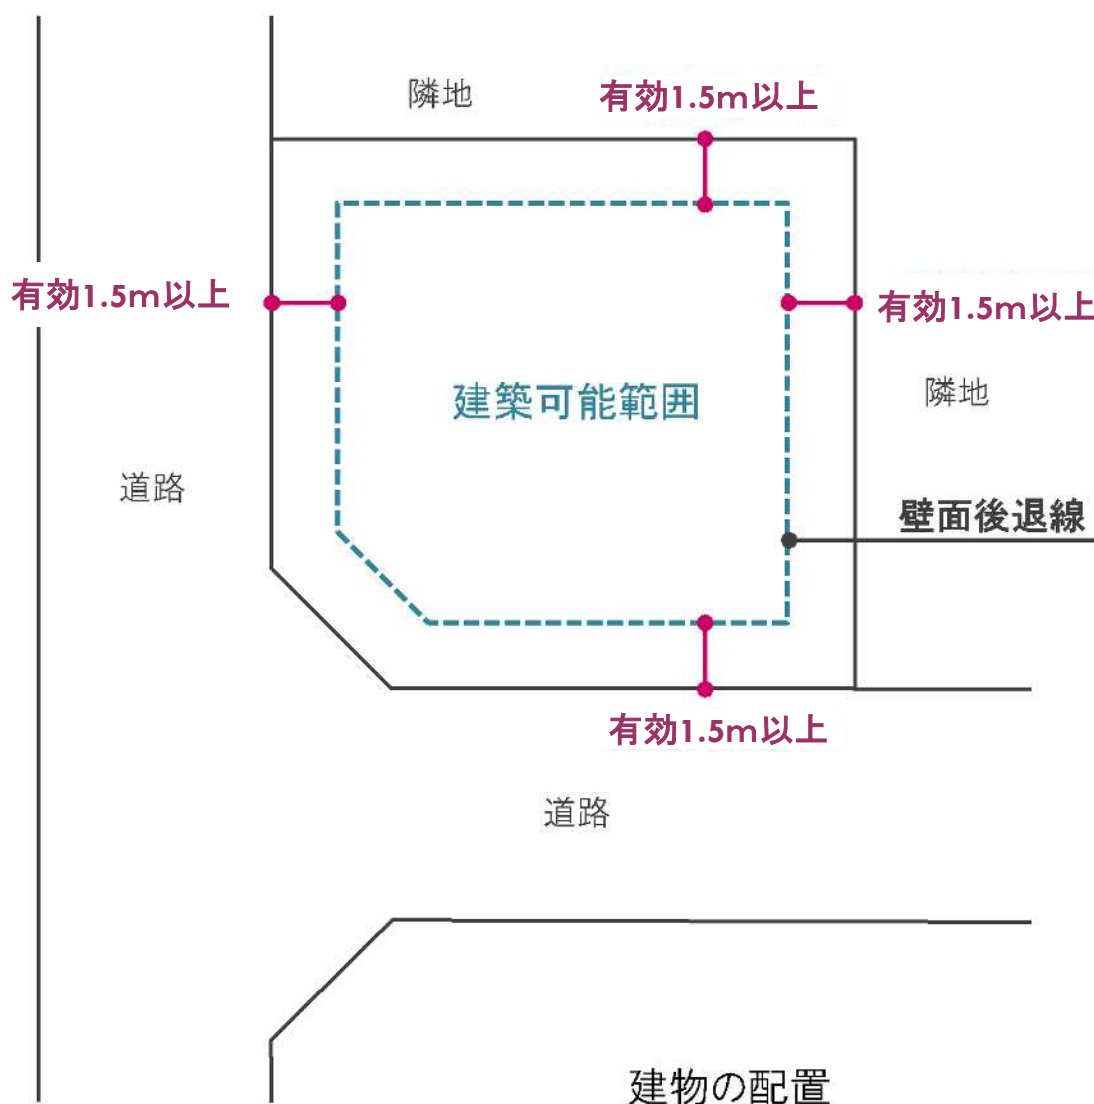 隣地
有効1.5m以上
有効1.5m以上
有効1.5m以上
建築可能範囲
隣地
道路
壁面後退線
有効1.5m以上
道路
建物の配置